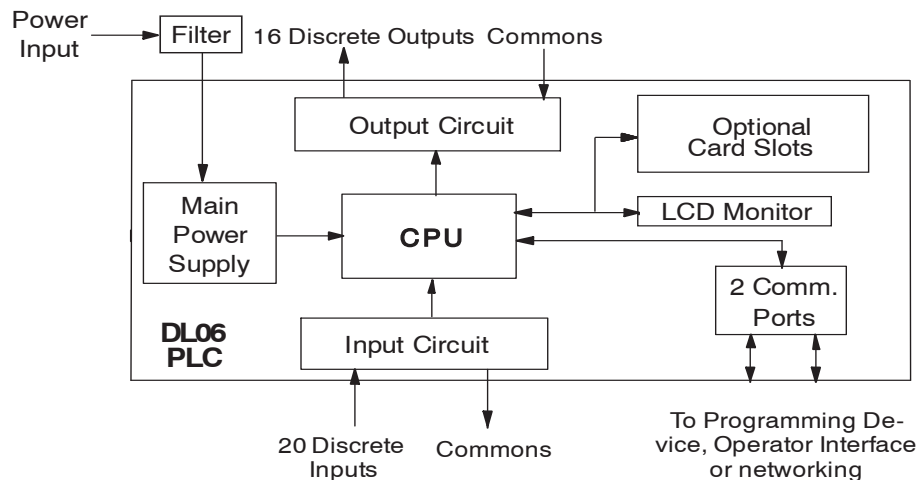 Power
Input
Filter
16 Discrete Outputs
Commons
Output Circuit
Optional
Card Slots
Main
Power
Supply
CPU
LCD Monitor
2 Comm.
Ports
DL06
PLC
Input Circuit
20 Discrete
Inputs
Commons
To Programming De-
vice, Operator Interface
or networking